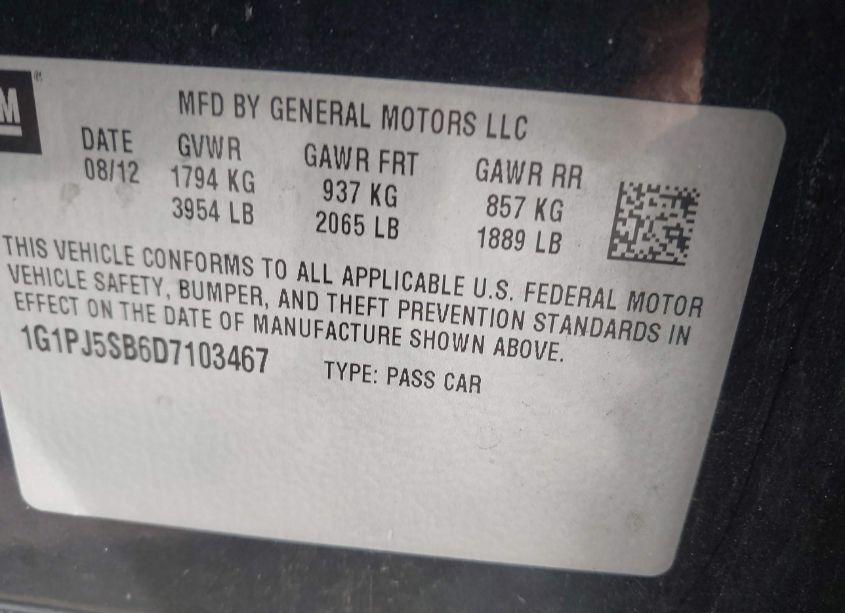 M ®
MFD BY GENERAL MOTORS LLC
DATE GVWR GAWR FRT GAWR RR
08/12 1794 KG 937 KG 857 KG
3954 LB 2065 LB 1889 LB
THIS VEHICLE CONFORMS TO ALL APPLICABLE U.S. FEDERAL MOTOR
VEHICLE SAFETY, BUMPER, AND THEFT PREVENTION STANDARDS IN
EFFECT ON THE DATE OF MANUFACTURE SHOWN ABOVE.
1G1PJ5SB6D7103467 TYPE: PASS CAR